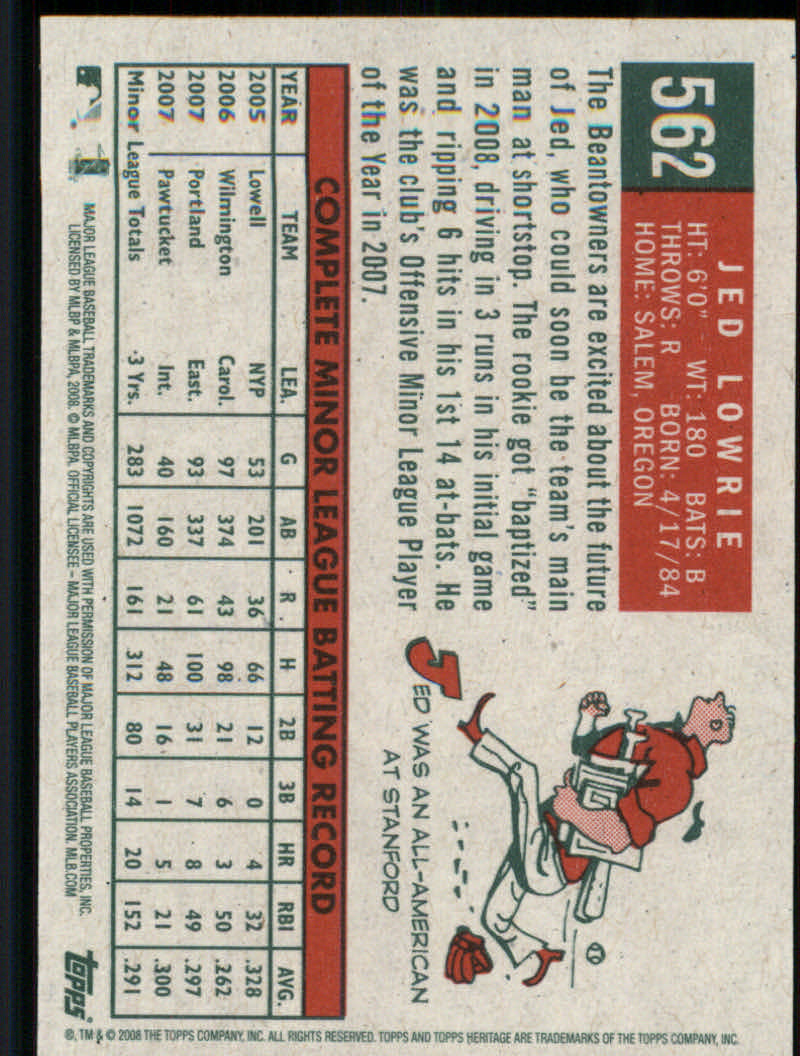 562
JED LOWRIE
HT: 6'0" WT: 180 BATS: B
THROWS: R BORN: 4/17/84
HOME: SALEM, OREGON
The Beantowners are excited about the future
of Jed, who could soon be the team's main
man at shortstop. The rookie got "baptized"
in 2008, driving in 3 runs in his initial game
and ripping 6 hits in his 1st 14 at-bats. He
was the club's Offensive Minor League Player
of the Year in 2007.
JED WAS AN ALL-AMERICAN
AT STANFORD
COMPLETE MINOR LEAGUE BATTING RECORD
YEAR TEAM LEA. G AB R H 2B 3B HR RBI AVG.
2005 Lowell NYP 53 201 36 66 12 0 4 32 .328
2006 Wilmington Carol. 97 374 43 98 21 6 3 50 .262
2007 Portland East. 93 337 61 100 31 7 8 49 .297
2007 Pawtucket Int. 40 160 21 48 16 1 5 21 .300
Minor League Totals 3 Yrs. 283 1072 161 312 80 14 20 152 .291
MAJOR LEAGUE BASEBALL TRADEMARKS AND COPYRIGHTS ARE USED WITH PERMISSION OF MAJOR LEAGUE BASEBALL PROPERTIES, INC.
LICENSED BY MLBP & MLBPA, 2008. © MLBPA, OFFICIAL LICENSEE – MAJOR LEAGUE BASEBALL PLAYERS ASSOCIATION. MLB.COM
topps
®, TM & © 2008 THE TOPPS COMPANY, INC. ALL RIGHTS RESERVED. TOPPS AND TOPPS HERITAGE ARE TRADEMARKS OF THE TOPPS COMPANY, INC.